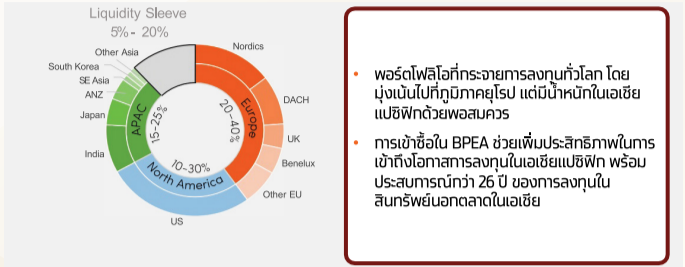 Liquidity Sleeve
5%- 20%
Nordics
Other Asia
South Korea
SE Asia
ANZ
Japan
India
DACH
UK
Benelux
Other EU
US
APAC
15-25%
Europe
20-40%
10-30%
North America
• พอร์ตโฟลิโอที่กระจายการลงทุนทั่วโลก โดย
มุ่งเน้นไปที่ภูมิภาคยุโรป แต่มีน้ำหนักในเอเชีย
แปซิฟิกด้วยพอสมควร
• การเข้าซื้อใน BPEA ช่วยเพิ่มประสิทธิภาพในการ
เข้าถึงโอกาสการลงทุนในเอเชียแปซิฟิก พร้อม
ประสบการณ์กว่า 26 ปี ของการลงทุนใน
สินทรัพย์นอกตลาดในเอเชีย